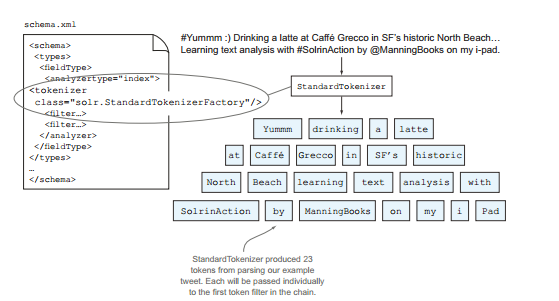 schema.xml
#Yummm :) Drinking a latte at Caffé Grecco in SF's historic North Beach…
Learning text analysis with #SolrinAction by @ManningBooks on my i-pad.
<schema>
<types>
<fieldType>
<analyzertype="index">
<tokenizer
class="solr.StandardTokenizerFactory"/>
<filter…>
<filter…>
</analyzer>
</fieldType>
</types>
…
</schema>
StandardTokenizer
Yummm drinking a latte
at Caffé Grecco in SF's historic
North Beach learning text analysis with
SolrinAction by ManningBooks on my i Pad
StandardTokenizer produced 23
tokens from parsing our example
tweet. Each will be passed individually
to the first token filter in the chain.